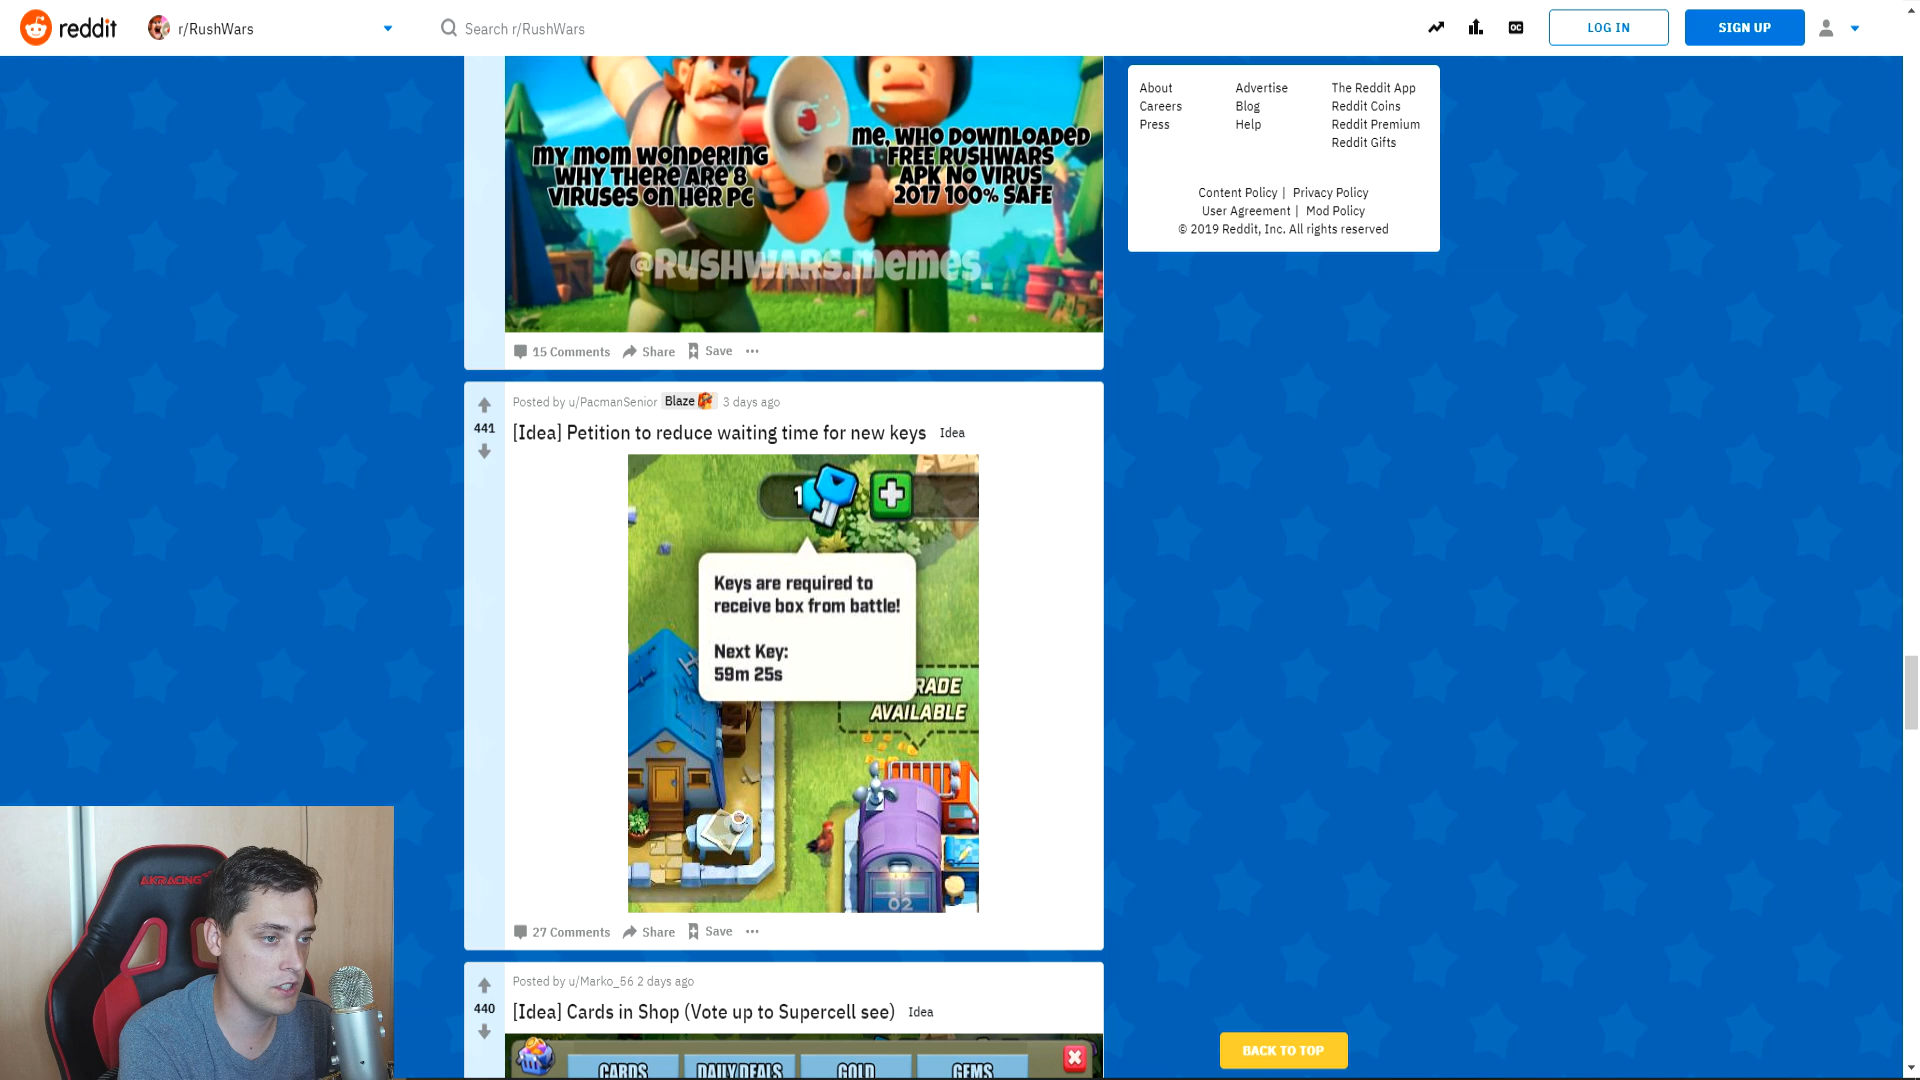 reddit
r/RushWars
Search r/RushWars
LOG IN
SIGN UP
MY MOM WONDERING
WHY THERE ARE 8
VIRUSES ON HER PC
ME, WHO DOWNLOADED
FREE RUSHWARS
APK NO VIRUS
2017 100% SAFE
@RUSHWARS.MEMES_
15 Comments Share Save
About
Careers
Press
Advertise
Blog
Help
The Reddit App
Reddit Coins
Reddit Premium
Reddit Gifts
Content Policy | Privacy Policy
User Agreement | Mod Policy
© 2019 Reddit, Inc. All rights reserved
441
Posted by u/PacmanSenior Blaze 3 days ago
[Idea] Petition to reduce waiting time for new keys Idea
1
Keys are required to
receive box from battle!
Next Key:
59m 25s
AVAILABLE
02
27 Comments Share Save
440
Posted by u/Marko_56 2 days ago
[Idea] Cards in Shop (Vote up to Supercell see) Idea
CARDS DAILY DEALS GOLD GEMS
BACK TO TOP
AKRACING